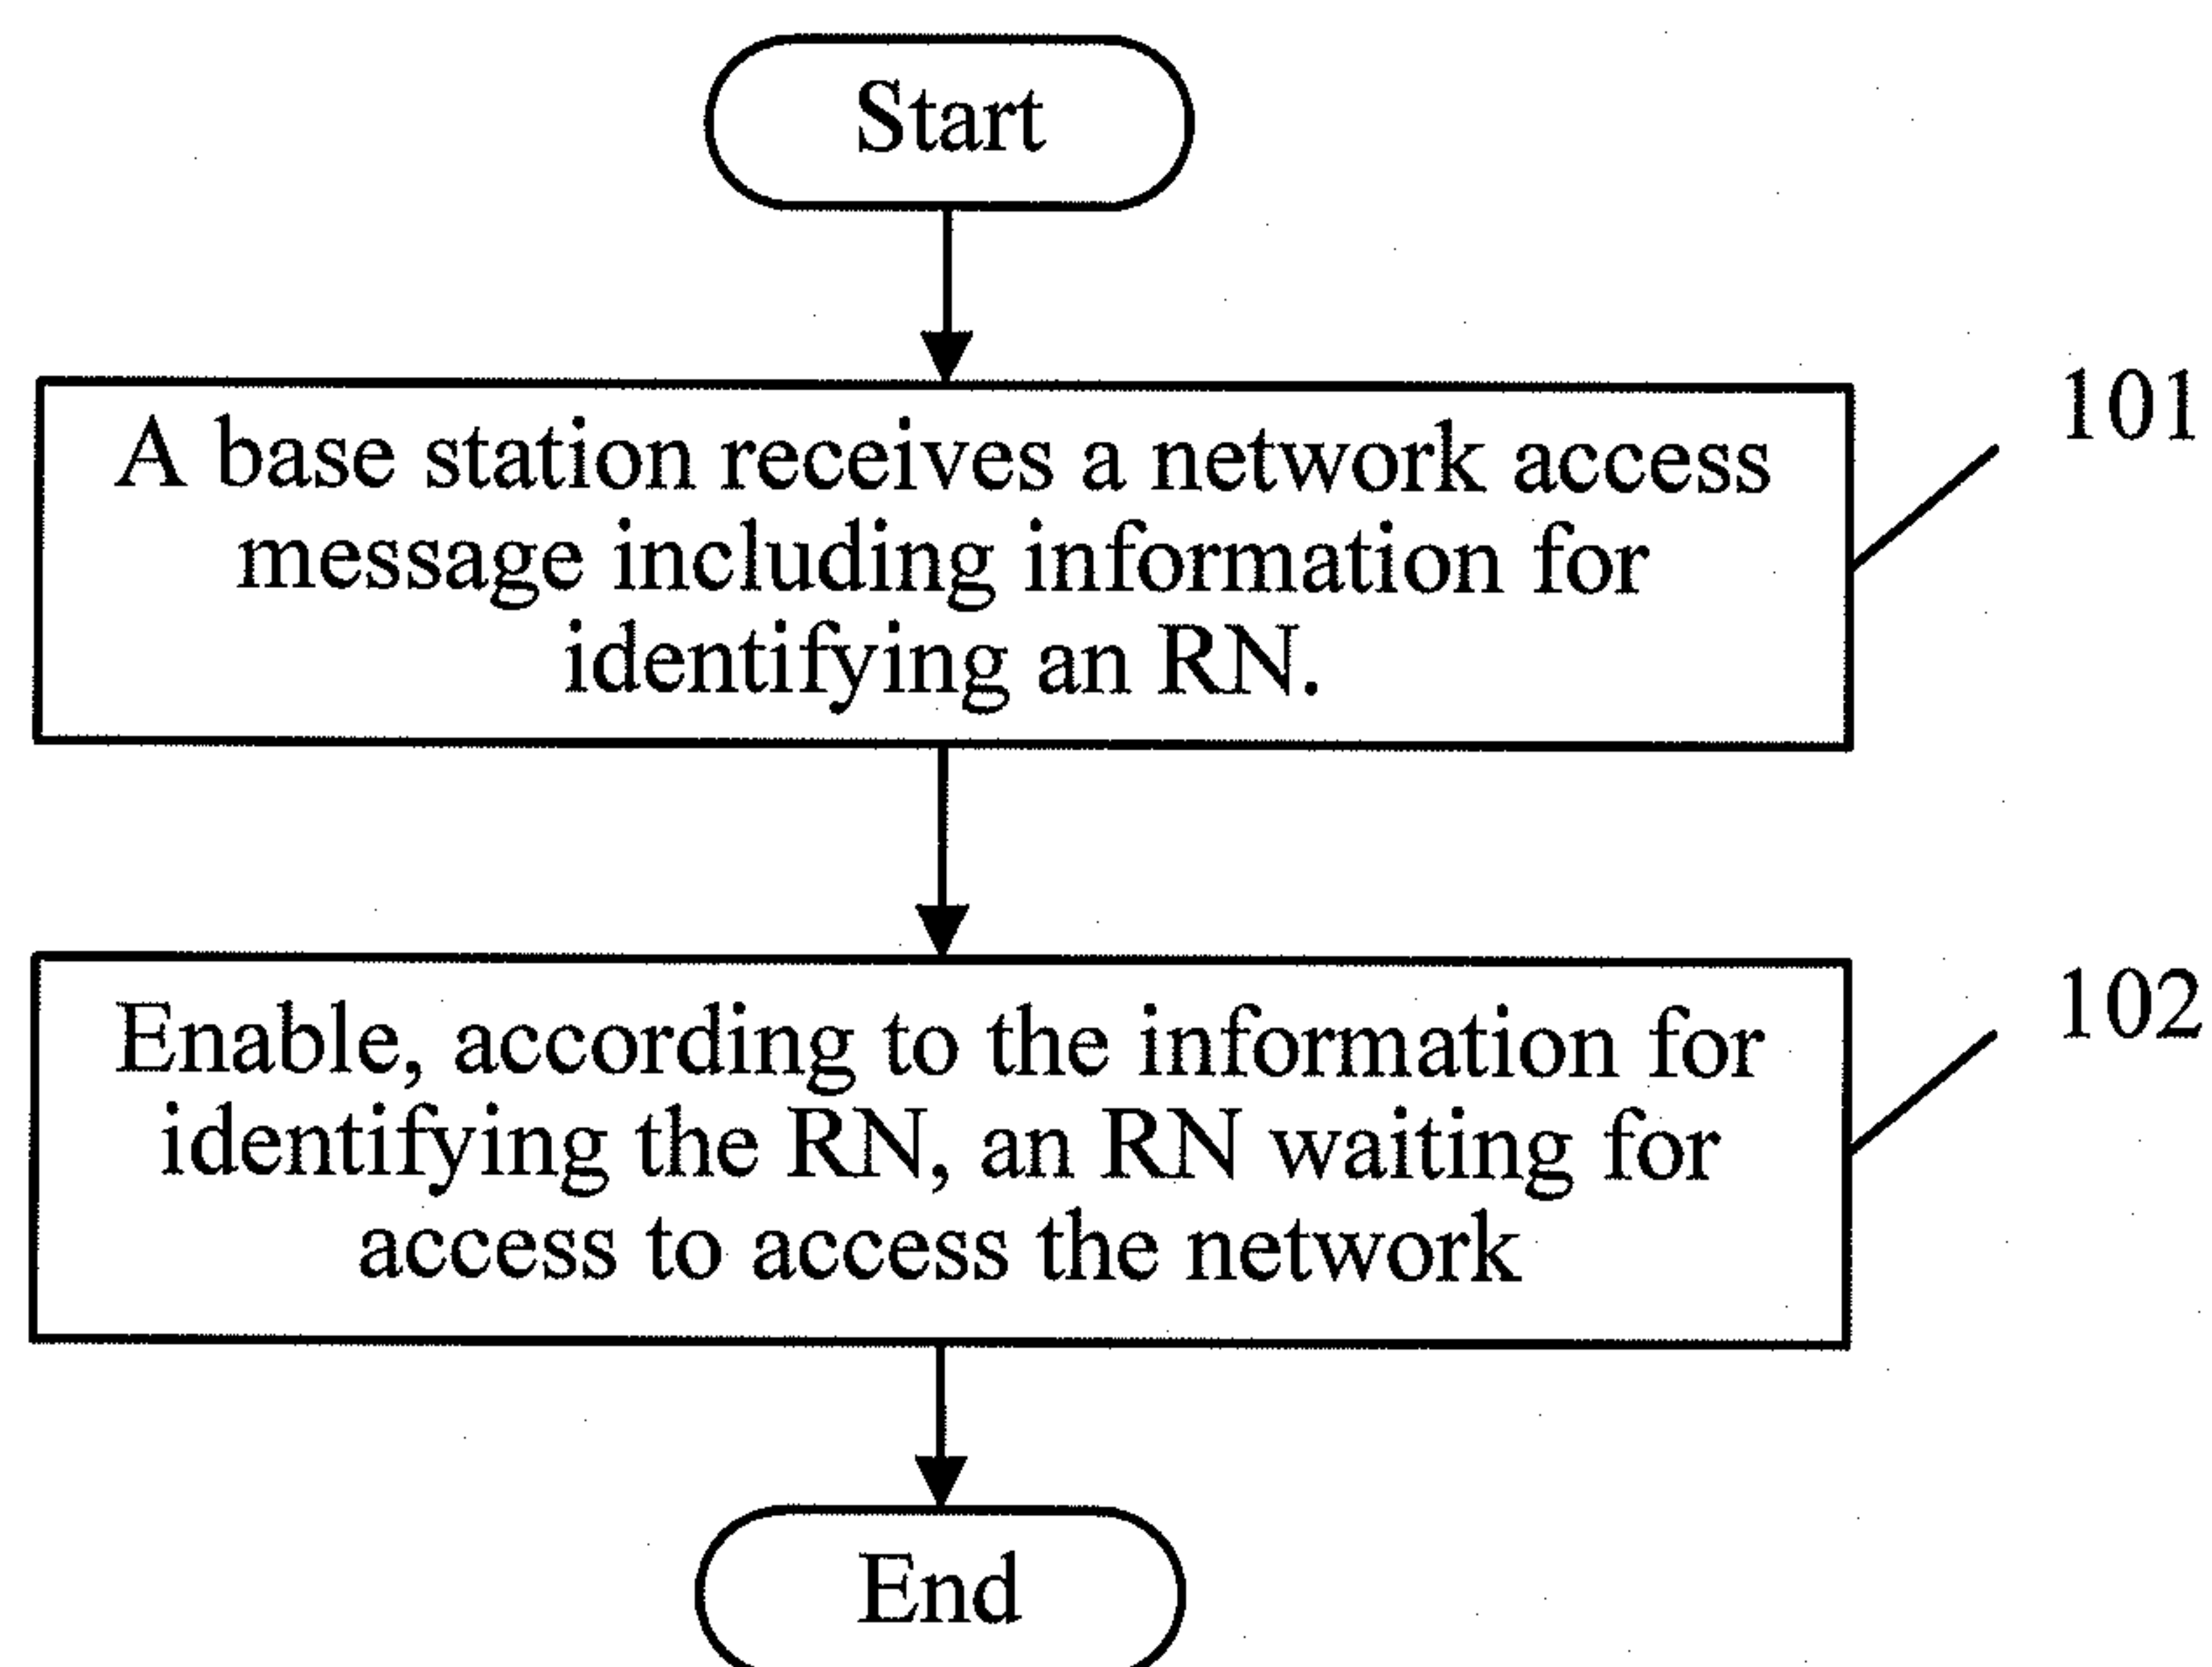 Start
A base station receives a network access
message including information for
identifying an RN.
101
Enable, according to the information for
identifying the RN, an RN waiting for
access to access the network
102
End